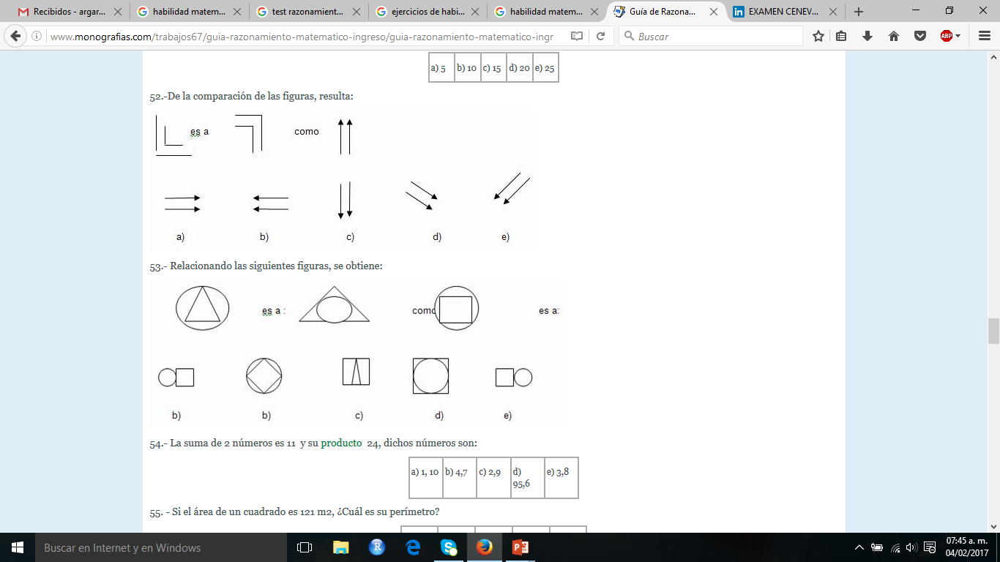 Recibidos - argar...
habilidad matem...
test razonamient...
ejercicios de habi...
habilidad matem...
Guía de Razona...
EXAMEN CENEV...
www.monografias.com/trabajos67/guia-razonamiento-matematico-ingreso/guia-razonamiento-matematico-ingr
Buscar
ABP
a) 5 b) 10 c) 15 d) 20 e) 25
52.-De la comparación de las figuras, resulta:
es a como
a) b) c) d) e)
53.- Relacionando las siguientes figuras, se obtiene:
es a : como es a:
b) b) c) d) e)
54.- La suma de 2 números es 11 y su producto 24, dichos números son:
a) 1, 10 b) 4,7 c) 2,9 d) e) 3,8
95,6
55. - Si el área de un cuadrado es 121 m2, ¿Cuál es su perímetro?
Buscar en Internet y en Windows
07:45 a. m.
04/02/2017